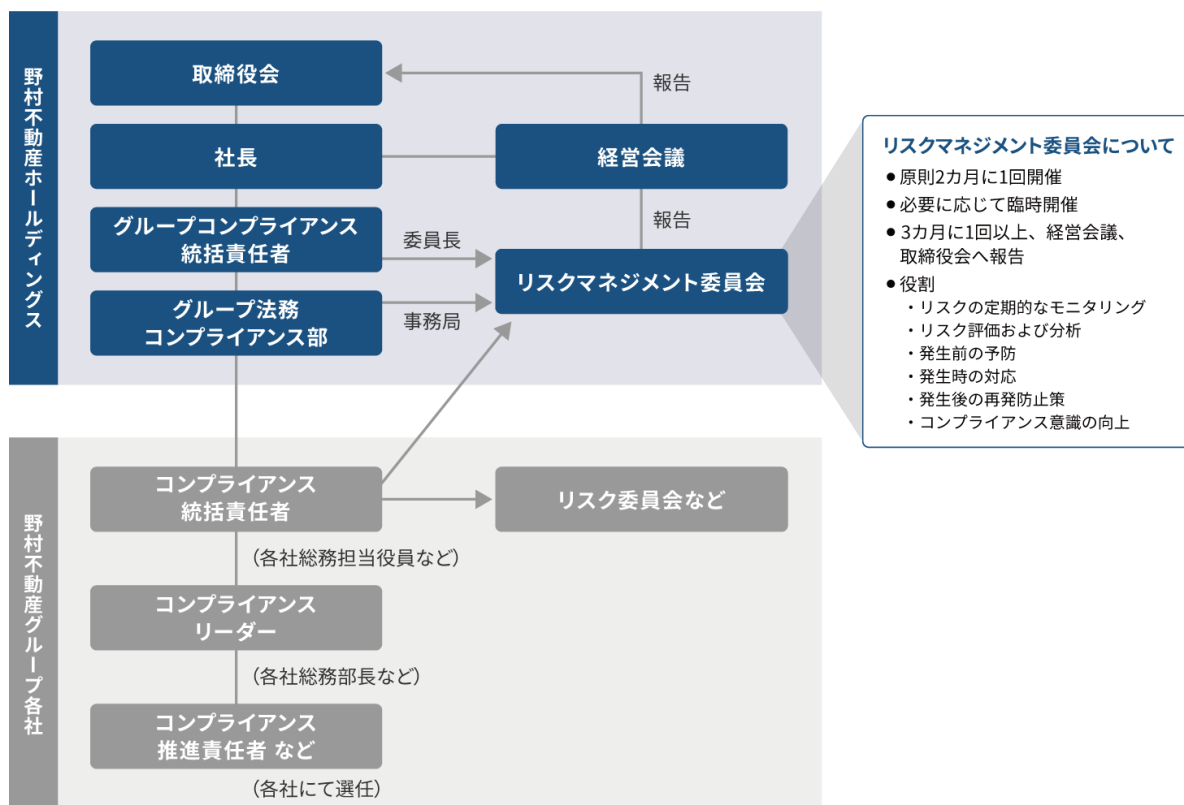 野村不動産ホールディングス
取締役会
報告
社長
経営会議
グループコンプライアンス
統括責任者
委員長
報告
リスクマネジメント委員会
グループ法務
コンプライアンス部
事務局
リスクマネジメント委員会について
●原則2カ月に1回開催
●必要に応じて臨時開催
●3カ月に1回以上、経営会議、
取締役会へ報告
●役割
・リスクの定期的なモニタリング
・リスク評価および分析
・発生前の予防
・発生時の対応
・発生後の再発防止策
・コンプライアンス意識の向上
野村不動産グループ各社
コンプライアンス
統括責任者
リスク委員会など
(各社総務担当役員など)
コンプライアンス
リーダー
(各社総務部長など)
コンプライアンス
推進責任者 など
(各社にて選任)